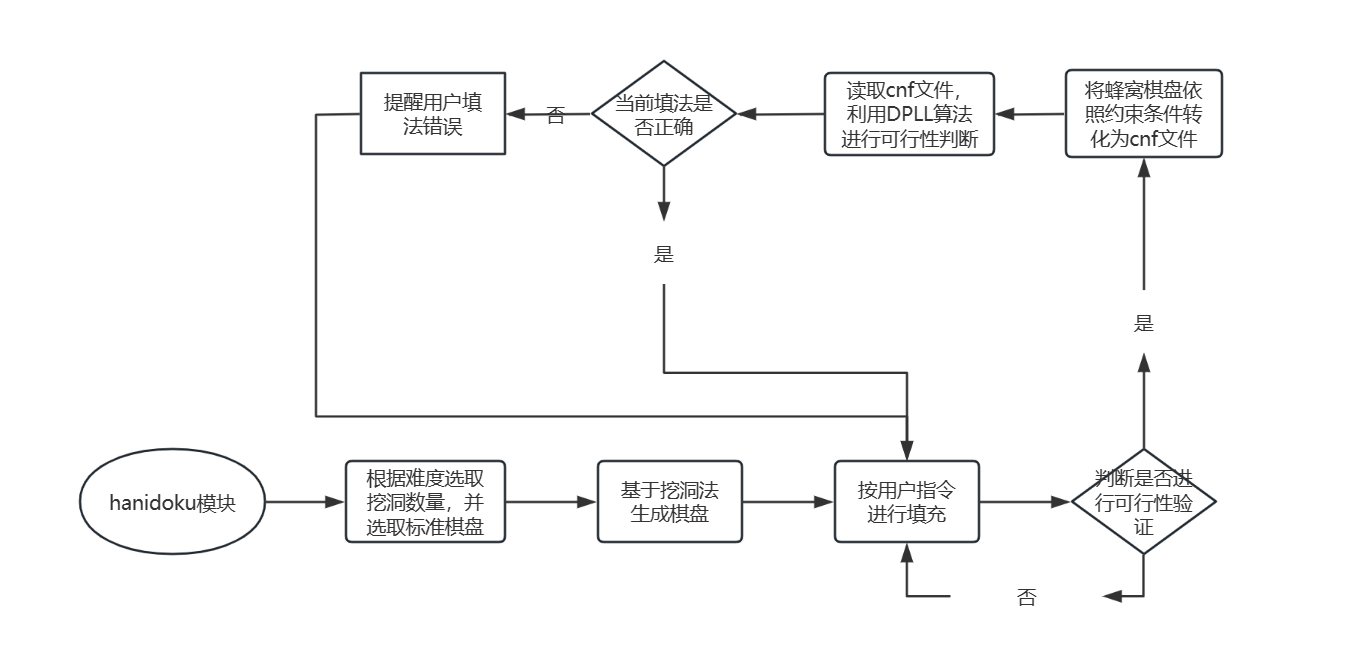 提醒用户填
法错误
否
当前填法是
否正确
读取cnf文件，
利用DPLL算法
进行可行性判断
将蜂窝棋盘依
照约束条件转
化为cnf文件
是
是
hanidoku模块
根据难度选取
挖洞数量，并
选取标准棋盘
基于挖洞法
生成棋盘
按用户指令
进行填充
判断是否进
行可行性验
证
否